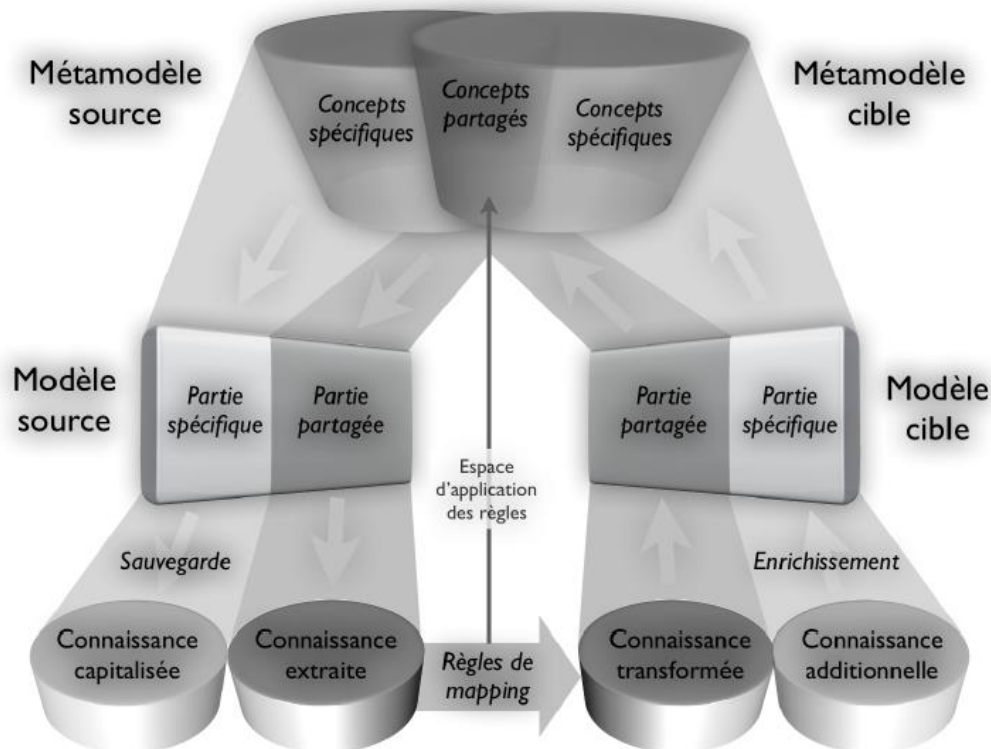 Métamodèle
source
Concepts
spécifiques
Concepts
partagés
Concepts
spécifiques
Métamodèle
cible
Modèle
source
Partie
spécifique
Partie
partagée
Espace
d'application
des règles
Partie
partagée
Partie
spécifique
Modèle
cible
Sauvegarde
Enrichissement
Connaissance
capitalisée
Connaissance
extraite
Règles de
mapping
Connaissance
transformée
Connaissance
additionnelle